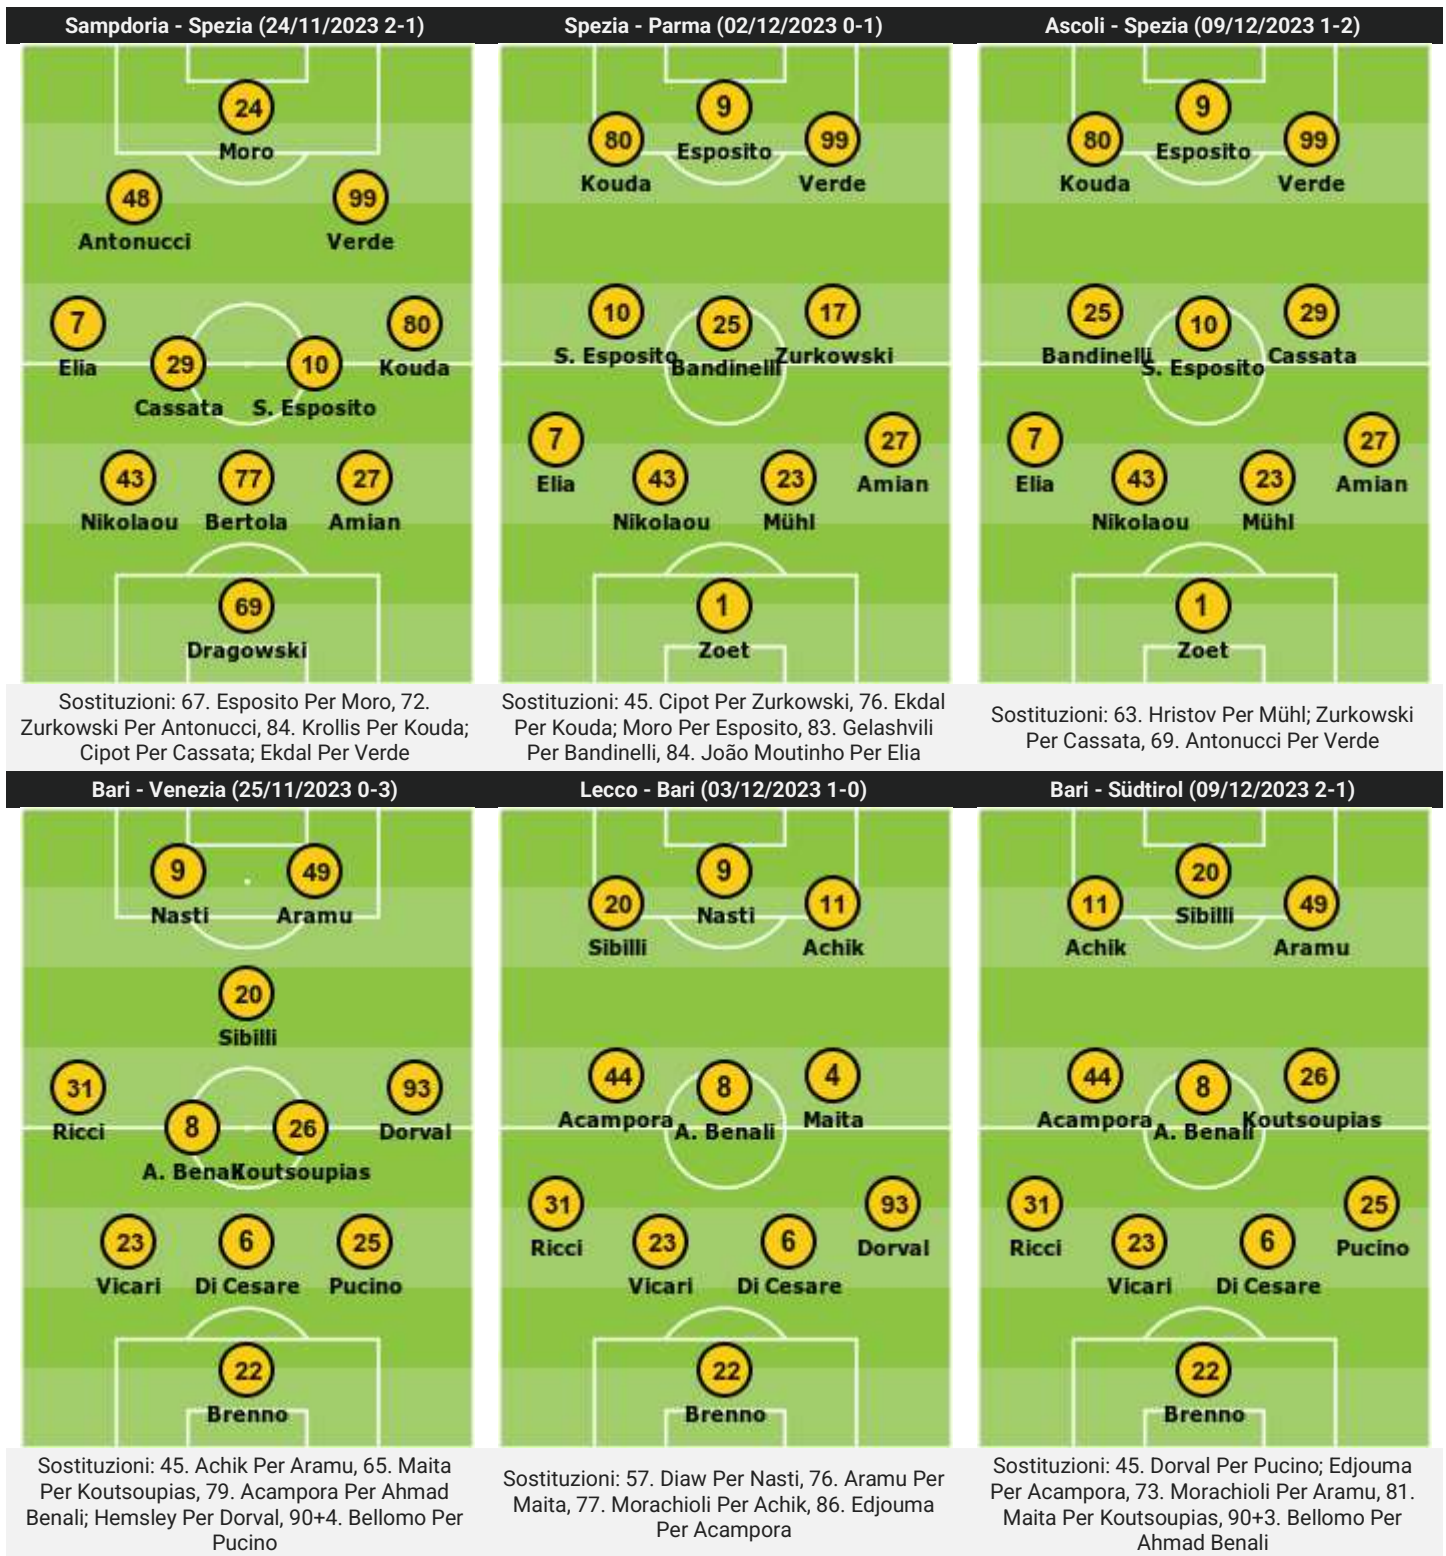 Sampdoria - Spezia (24/11/2023 2-1)
24
Moro
48
99
Antonucci
Verde
7
80
Elia
29
10
Kouda
Cassata
S. Esposito
43
77
27
Nikolaou
Bertola
Amian
69
Dragowski
Sostituzioni: 67. Esposito Per Moro, 72.
Zurkowski Per Antonucci, 84. Krollis Per Kouda;
Cipot Per Cassata; Ekdal Per Verde
Spezia - Parma (02/12/2023 0-1)
9
80
99
Esposito
Kouda
Verde
10
25
17
S. Esposito
Bandinelli
Zurkowski
7
27
Elia
43
23
Amian
Nikolaou
Mühl
1
Zoet
Sostituzioni: 45. Cipot Per Zurkowski, 76. Ekdal
Per Kouda; Moro Per Esposito, 83. Gelashvili
Per Bandinelli, 84. João Moutinho Per Elia
Ascoli - Spezia (09/12/2023 1-2)
9
80
99
Esposito
Kouda
Verde
25
10
29
Bandinelli
S. Esposito
Cassata
7
27
Elia
43
23
Amian
Nikolaou
Mühl
1
Zoet
Sostituzioni: 63. Hristov Per Mühl; Zurkowski
Per Cassata, 69. Antonucci Per Verde
Bari - Venezia (25/11/2023 0-3)
9
49
Nasti
Aramu
20
Sibilli
31
93
Ricci
8
26
Dorval
A. Benali
Koutsoupias
23
6
25
Vicari
Di Cesare
Pucino
22
Brenno
Sostituzioni: 45. Achik Per Aramu, 65. Maita
Per Koutsoupias, 79. Acampora Per Ahmad
Benali; Hemsley Per Dorval, 90+4. Bellomo Per
Pucino
Lecco - Bari (03/12/2023 1-0)
9
20
11
Nasti
Sibilli
Achik
44
8
4
Acampora
A. Benali
Maita
31
93
Ricci
23
6
Dorval
Vicari
Di Cesare
22
Brenno
Sostituzioni: 57. Diaw Per Nasti, 76. Aramu Per
Maita, 77. Morachioli Per Achik, 86. Edjouma
Per Acampora
Bari - Südtirol (09/12/2023 2-1)
20
11
49
Sibilli
Achik
Aramu
44
8
26
Acampora
A. Benali
Koutsoupias
31
25
Ricci
23
6
Pucino
Vicari
Di Cesare
22
Brenno
Sostituzioni: 45. Dorval Per Pucino; Edjouma
Per Acampora, 73. Morachioli Per Aramu, 81.
Maita Per Koutsoupias, 90+3. Bellomo Per
Ahmad Benali